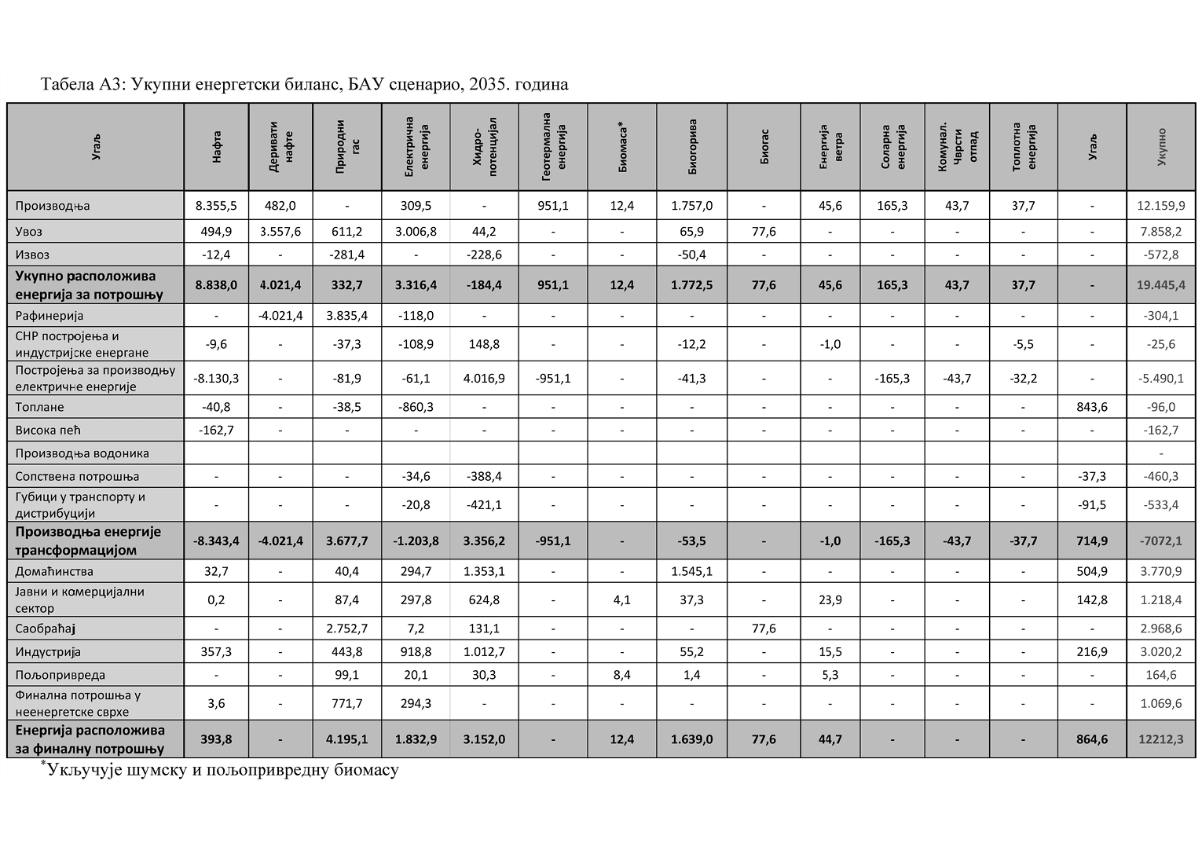 Табела А3: Укупни енергетски биланс, БАУ сценарио, 2035. година
Угаљ Нафта Деривати нафте Природни гас Електрична енергија Хидро-потенцијал Геотермална енергија Биомаса* Биогорива Биогас Енергија ветра Соларна енергија Комунал. Чврсти отпад Топлотна енергија Угаљ Укупно
Производња 8.355,5 482,0 - 309,5 - 951,1 12,4 1.757,0 - 45,6 165,3 43,7 37,7 - 12.159,9
Увоз 494,9 3.557,6 611,2 3.006,8 44,2 - - 65,9 77,6 - - - - - 7.858,2
Извоз -12,4 - -281,4 - -228,6 - - -50,4 - - - - - - -572,8
Укупно расположива
енергија за потрошњу 8.838,0 4.021,4 332,7 3.316,4 -184,4 951,1 12,4 1.772,5 77,6 45,6 165,3 43,7 37,7 - 19.445,4
Рафинерија - -4.021,4 3.835,4 -118,0 - - - - - - - - - - -304,1
СНР постројења и
индустријске енергане -9,6 - -37,3 -108,9 148,8 - - -12,2 - -1,0 - - -5,5 - -25,6
Постројења за производњу
електричне енергије -8.130,3 - -81,9 -61,1 4.016,9 -951,1 - -41,3 - - -165,3 -43,7 -32,2 - -5.490,1
Топлане -40,8 - -38,5 -860,3 - - - - - - - - - 843,6 -96,0
Висока пећ -162,7 - - - - - - - - - - - - - -162,7
Производња водоника -
Сопствена потрошња - - - -34,6 -388,4 - - - - - - - - -37,3 -460,3
Губици у транспорту и
дистрибуцији - - - -20,8 -421,1 - - - - - - - - -91,5 -533,4
Производња енергије
трансформацијом -8.343,4 -4.021,4 3.677,7 -1.203,8 3.356,2 -951,1 - -53,5 - -1,0 -165,3 -43,7 -37,7 714,9 -7072,1
Домаћинства 32,7 - 40,4 294,7 1.353,1 - - 1.545,1 - - - - - 504,9 3.770,9
Јавни и комерцијални
сектор 0,2 - 87,4 297,8 624,8 - 4,1 37,3 - 23,9 - - - 142,8 1.218,4
Саобраћај - - 2.752,7 7,2 131,1 - - - 77,6 - - - - - 2.968,6
Индустрија 357,3 - 443,8 918,8 1.012,7 - - 55,2 - 15,5 - - - 216,9 3.020,2
Пољопривреда - - 99,1 20,1 30,3 - 8,4 1,4 - 5,3 - - - - 164,6
Финална потрошња у
неенергетске сврхе 3,6 - 771,7 294,3 - - - - - - - - - - 1.069,6
Енергија расположива
за финалну потрошњу 393,8 - 4.195,1 1.832,9 3.152,0 - 12,4 1.639,0 77,6 44,7 - - - 864,6 12212,3
*Укључује шумску и пољопривредну биомасу